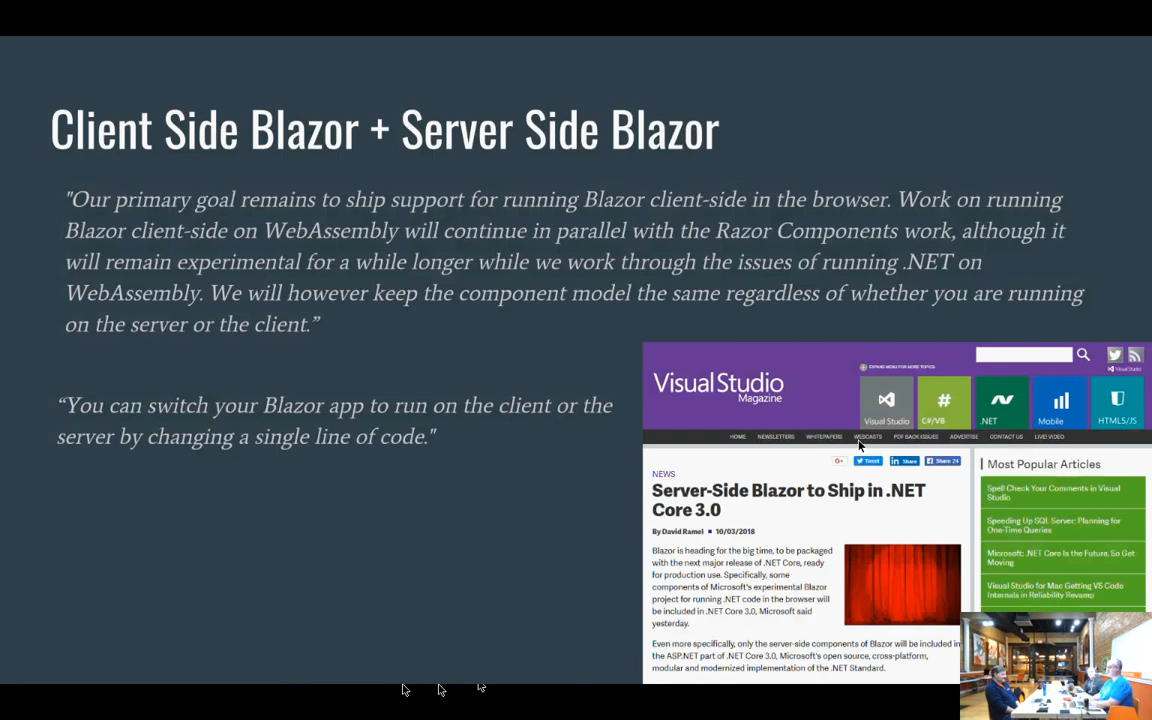 Client Side Blazor + Server Side Blazor
"Our primary goal remains to ship support for running Blazor client-side in the browser. Work on running
Blazor client-side on WebAssembly will continue in parallel with the Razor Components work, although it
will remain experimental for a while longer while we work through the issues of running .NET on
WebAssembly. We will however keep the component model the same regardless of whether you are running
on the server or the client.”
“You can switch your Blazor app to run on the client or the
server by changing a single line of code."
VisualStudio
Magazine
EXPAND MENU FOR MORE TOPICS
VisualStudio
Visual Studio
C#/VB
.NET
Mobile
HTML5/JS
HOME NEWSLETTERS WHITEPAPERS WEBCASTS PDF BACK ISSUES ADVERTISE CONTACT US LIVE! VIDEO
G+ Tweet Share Share 24
NEWS
Server-Side Blazor to Ship in .NET
Core 3.0
By David Ramel 10/03/2018
Blazor is heading for the big time, to be packaged
with the next major release of .NET Core, ready
for production use. Specifically, some
components of Microsoft's experimental Blazor
project for running .NET code in the browser will
be included in .NET Core 3.0, Microsoft said
yesterday.
Even more specifically, only the server-side components of Blazor will be included in
the ASP.NET part of .NET Core 3.0, Microsoft's open source, cross-platform,
modular and modernized implementation of the .NET Standard.
Most Popular Articles
Spell Check Your Comments in Visual
Studio
Speeding Up SQL Server: Planning for
One-Time Queries
Microsoft: .NET Core Is the Future, So Get
Moving
Visual Studio for Mac Getting VS Code
Internals in Reliability Revamp